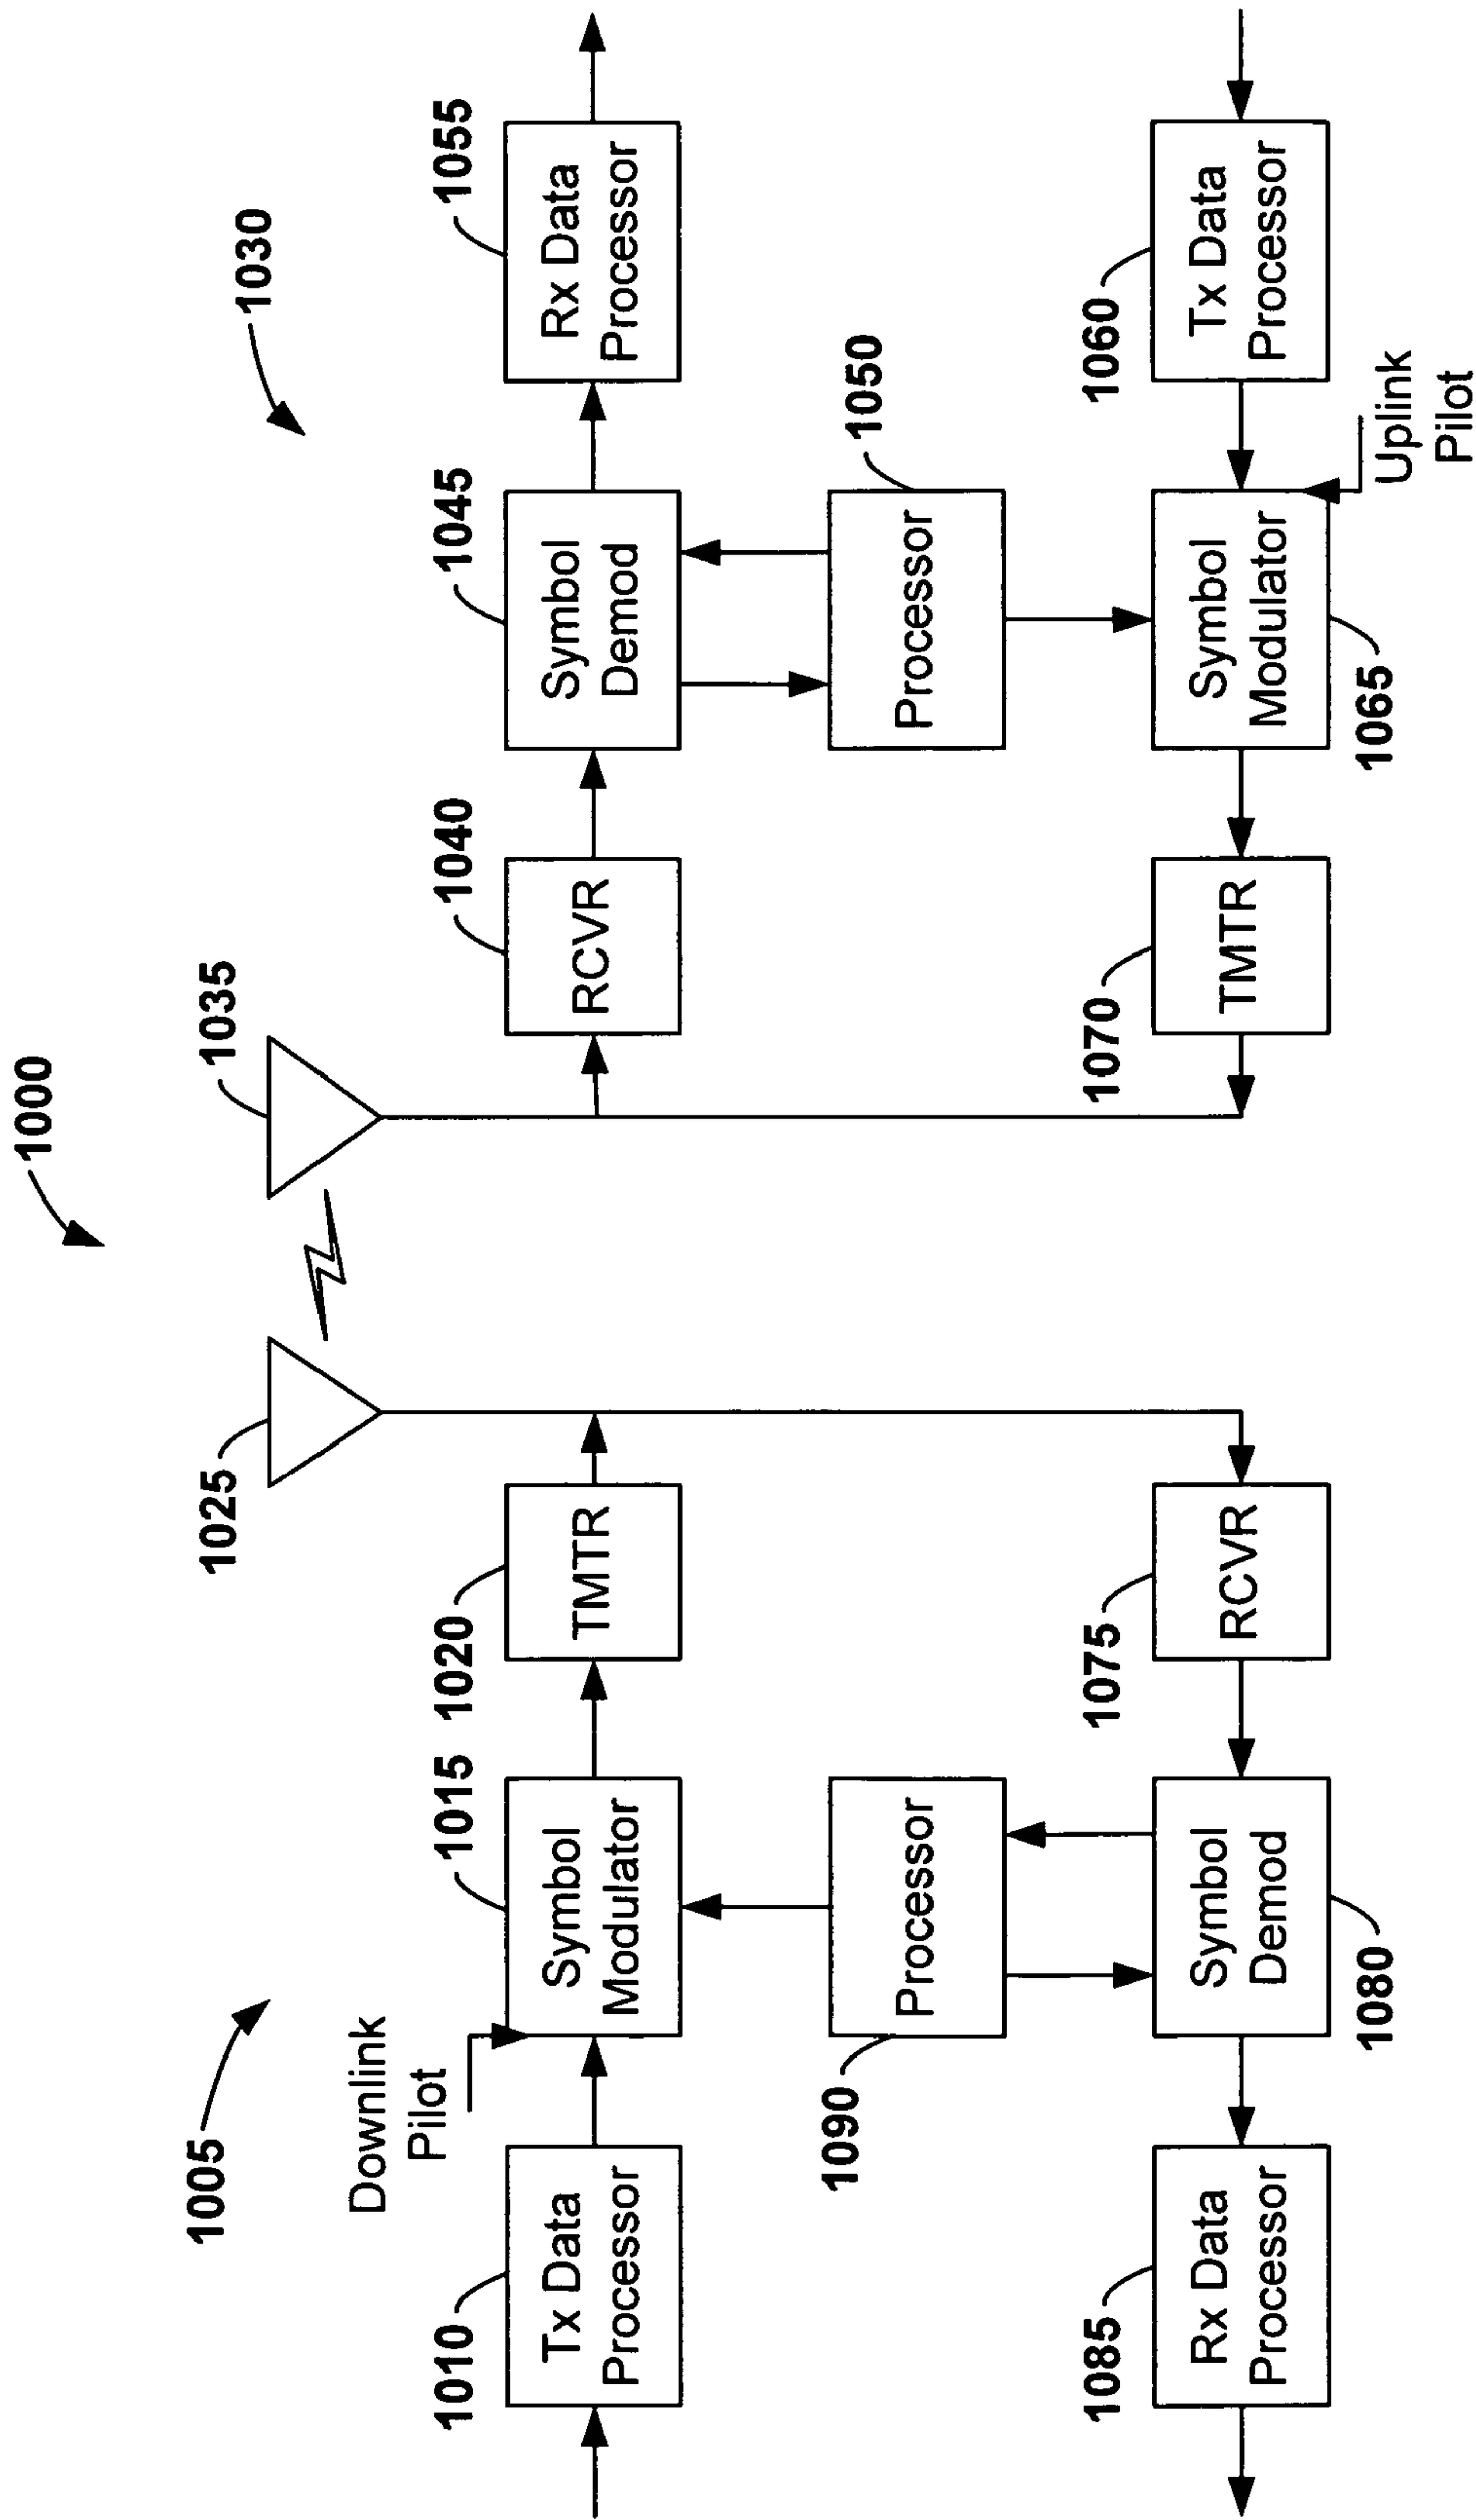 1000
1005
1025
1035
1030
Downlink
Pilot
1010
Tx Data
Processor
1015
Symbol
Modulator
1020
TMTR
1040
RCVR
1045
Symbol
Demod
1055
Rx Data
Processor
1090
Processor
1050
Processor
1085
Rx Data
Processor
1080
Symbol
Demod
1075
RCVR
1070
TMTR
1065
Symbol
Modulator
1060
Tx Data
Processor
Uplink
Pilot